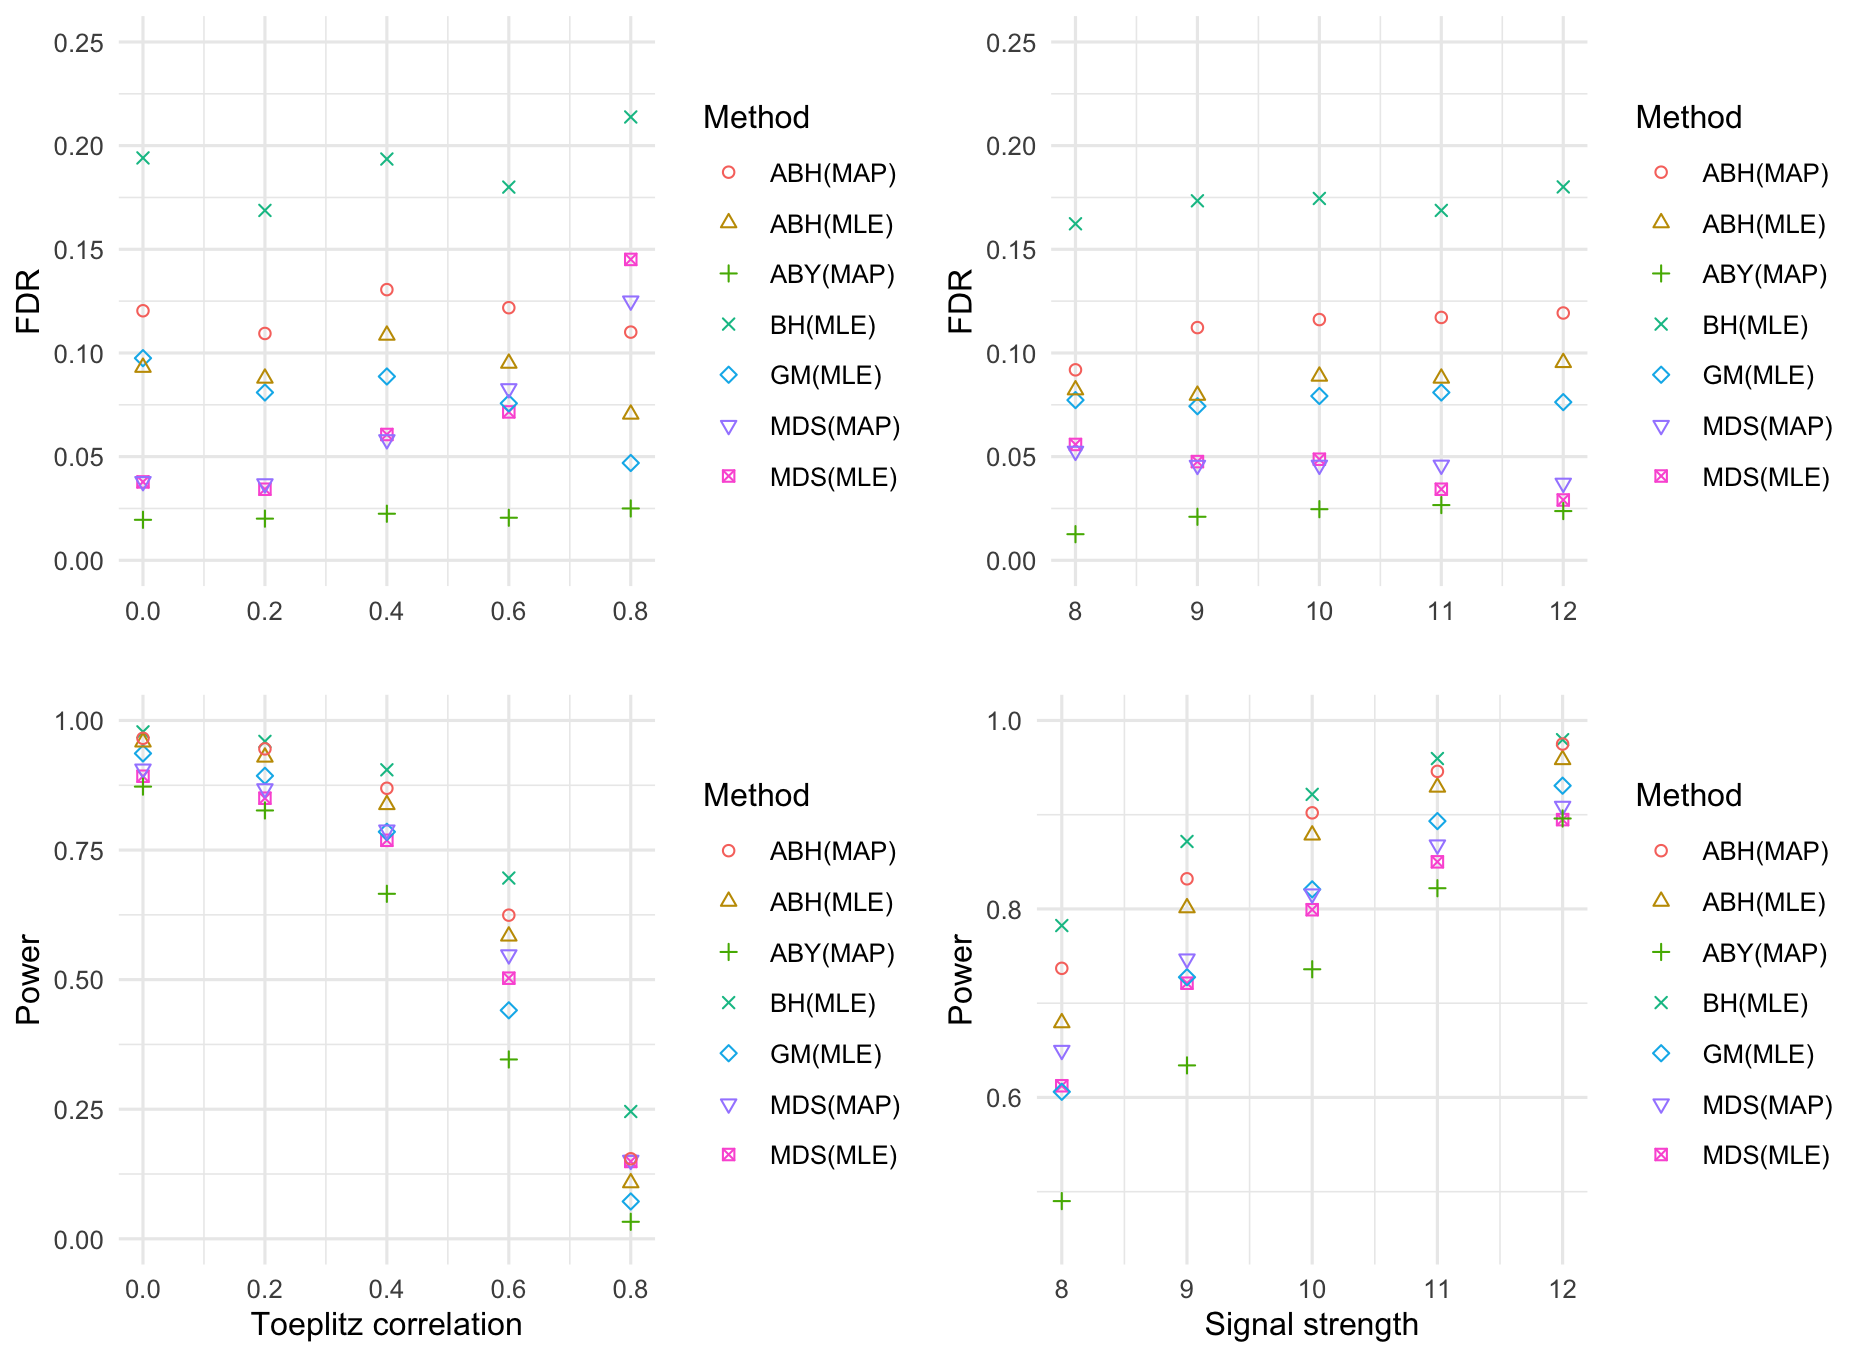 FDR
0.25
0.20
0.15
0.10
0.05
0.00
0.0 0.2 0.4 0.6 0.8
Method
ABH(MAP)
ABH(MLE)
ABY(MAP)
BH(MLE)
GM(MLE)
MDS(MAP)
MDS(MLE)
FDR
0.25
0.20
0.15
0.10
0.05
0.00
8 9 10 11 12
Method
ABH(MAP)
ABH(MLE)
ABY(MAP)
BH(MLE)
GM(MLE)
MDS(MAP)
MDS(MLE)
Power
1.00
0.75
0.50
0.25
0.00
0.0 0.2 0.4 0.6 0.8
Toeplitz correlation
Method
ABH(MAP)
ABH(MLE)
ABY(MAP)
BH(MLE)
GM(MLE)
MDS(MAP)
MDS(MLE)
Power
1.0
0.8
0.6
8 9 10 11 12
Signal strength
Method
ABH(MAP)
ABH(MLE)
ABY(MAP)
BH(MLE)
GM(MLE)
MDS(MAP)
MDS(MLE)